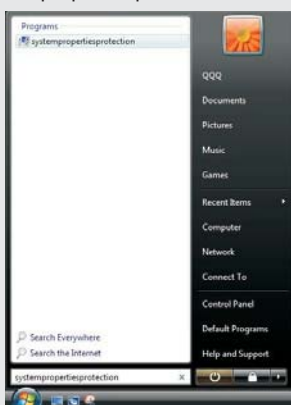 Programs
systempropertiesprotection
QQQ
Documents
Pictures
Music
Games
Recent Items
Computer
Network
Connect To
Control Panel
Default Programs
Help and Support
Search Everywhere
Search the Internet
systempropertiesprotection